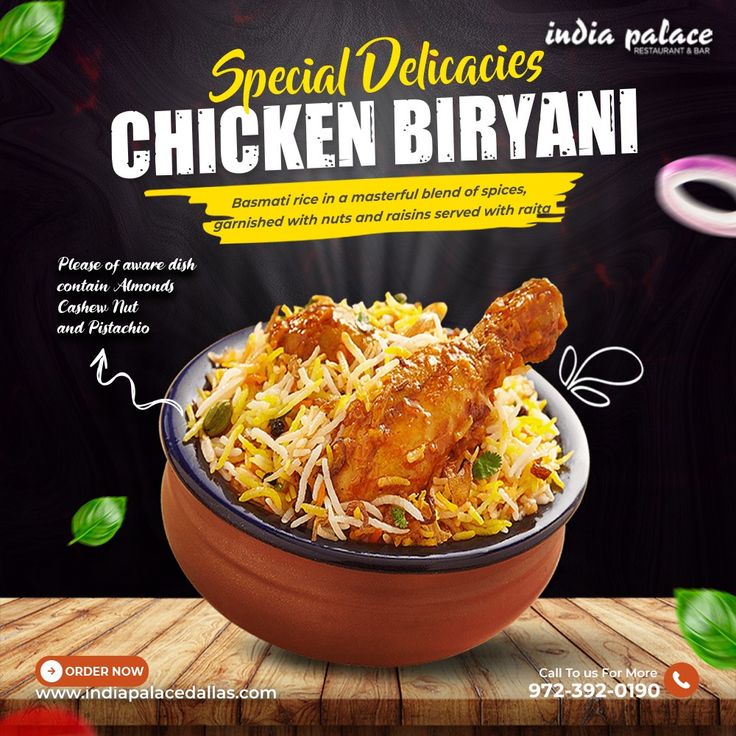 india palace
RESTAURANT & BAR
Special Delicacies
CHICKEN BIRYANI
Basmati rice in a masterful blend of spices,
garnished with nuts and raisins served with raita
Please of aware dish
contain Almonds
Cashew Nut
and Pistachio
ORDER NOW
www.indiapalacedallas.com
Call To us For More
972-392-0190